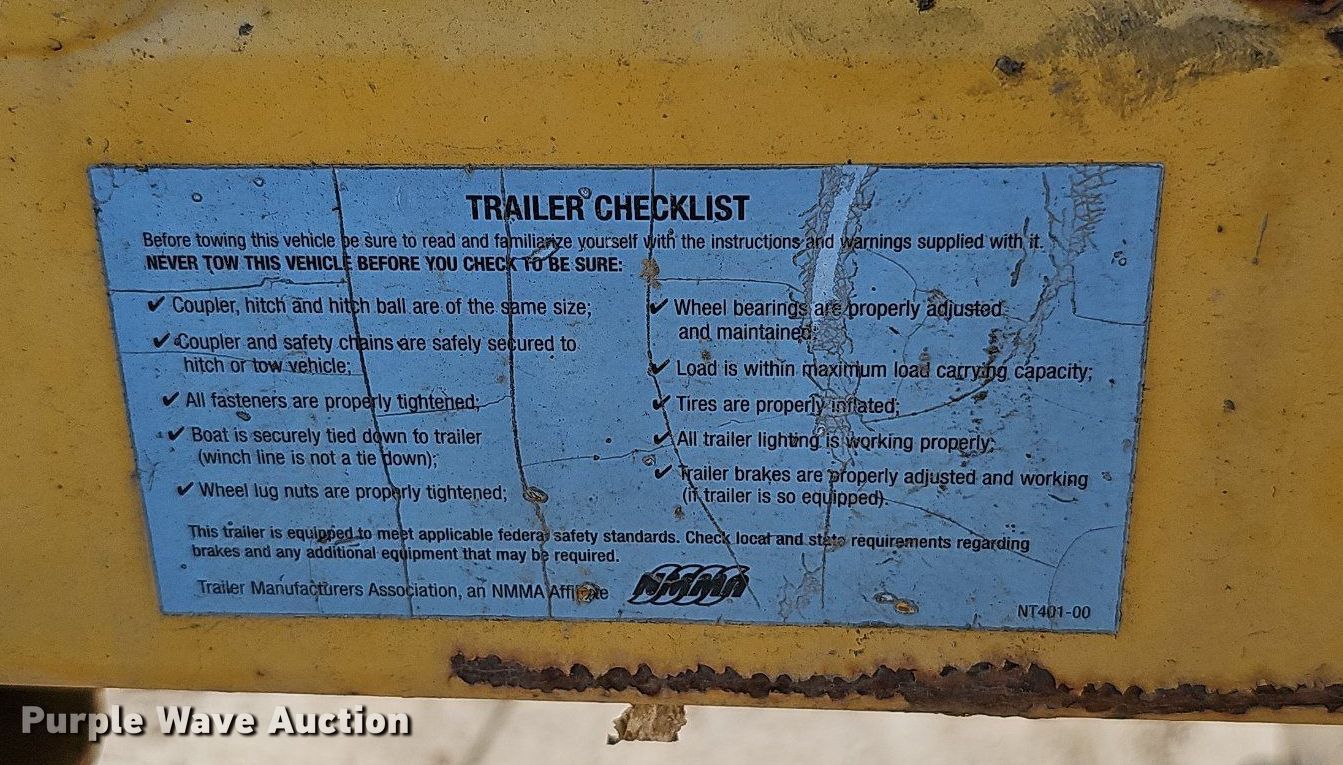 TRAILER CHECKLIST
Before towing this vehicle be sure to read and familiarize yourself with the instructions and warnings supplied with it.
NEVER TOW THIS VEHICLE BEFORE YOU CHECK TO BE SURE:
✔ Coupler, hitch and hitch ball are of the same size;
✔ Coupler and safety chains are safely secured to
hitch or tow vehicle;
✔ All fasteners are properly tightened;
✔ Boat is securely tied down to trailer
(winch line is not a tie down);
✔ Wheel lug nuts are properly tightened;
✔ Wheel bearings are properly adjusted
and maintained;
✔ Load is within maximum load carrying capacity;
✔ Tires are properly inflated;
✔ All trailer lighting is working properly;
✔ Trailer brakes are properly adjusted and working
(if trailer is so equipped).
This trailer is equipped to meet applicable federal safety standards. Check local and state requirements regarding
brakes and any additional equipment that may be required.
Trailer Manufacturers Association, an NMMA Affiliate
NMMA
NT401-00
Purple Wave Auction